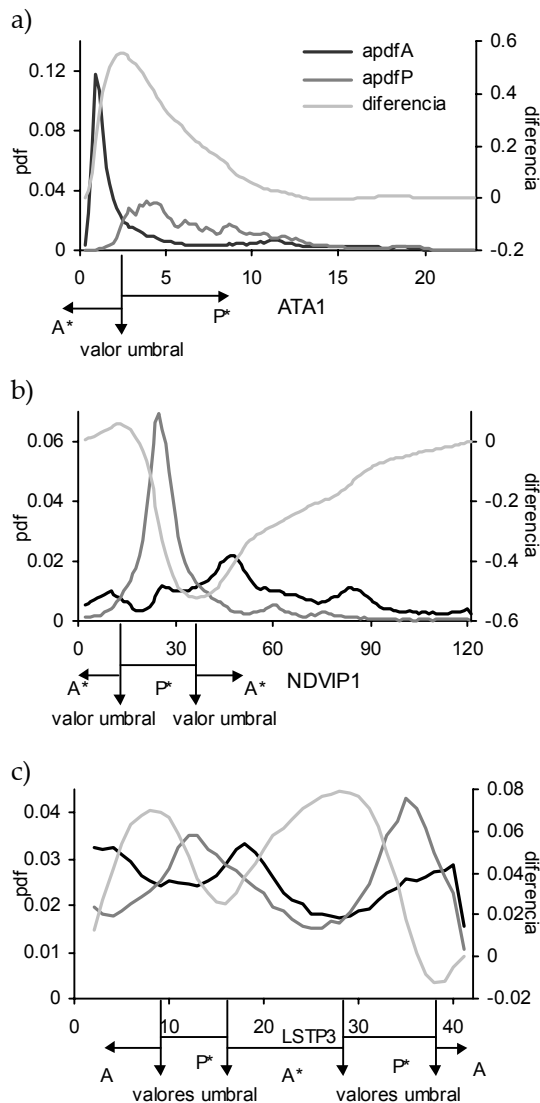 a)
apdfA
apdfP
diferencia
0.12
0.08
0.04
0
pdf
0.6
0.4
0.2
0
-0.2
diferencia
0 5 10 15 20
ATA1
A* P*
valor umbral
b)
0.06
0.04
0.02
0
pdf
0
-0.2
-0.4
-0.6
diferencia
0 30 60 90 120
NDVIP1
A* P* A*
valor umbral valor umbral
c)
0.04
0.03
0.02
0.01
0
pdf
0.08
0.06
0.04
0.02
0
-0.02
diferencia
0 10 20 30 40
LSTP3
A P* A* P* A
valores umbral valores umbral